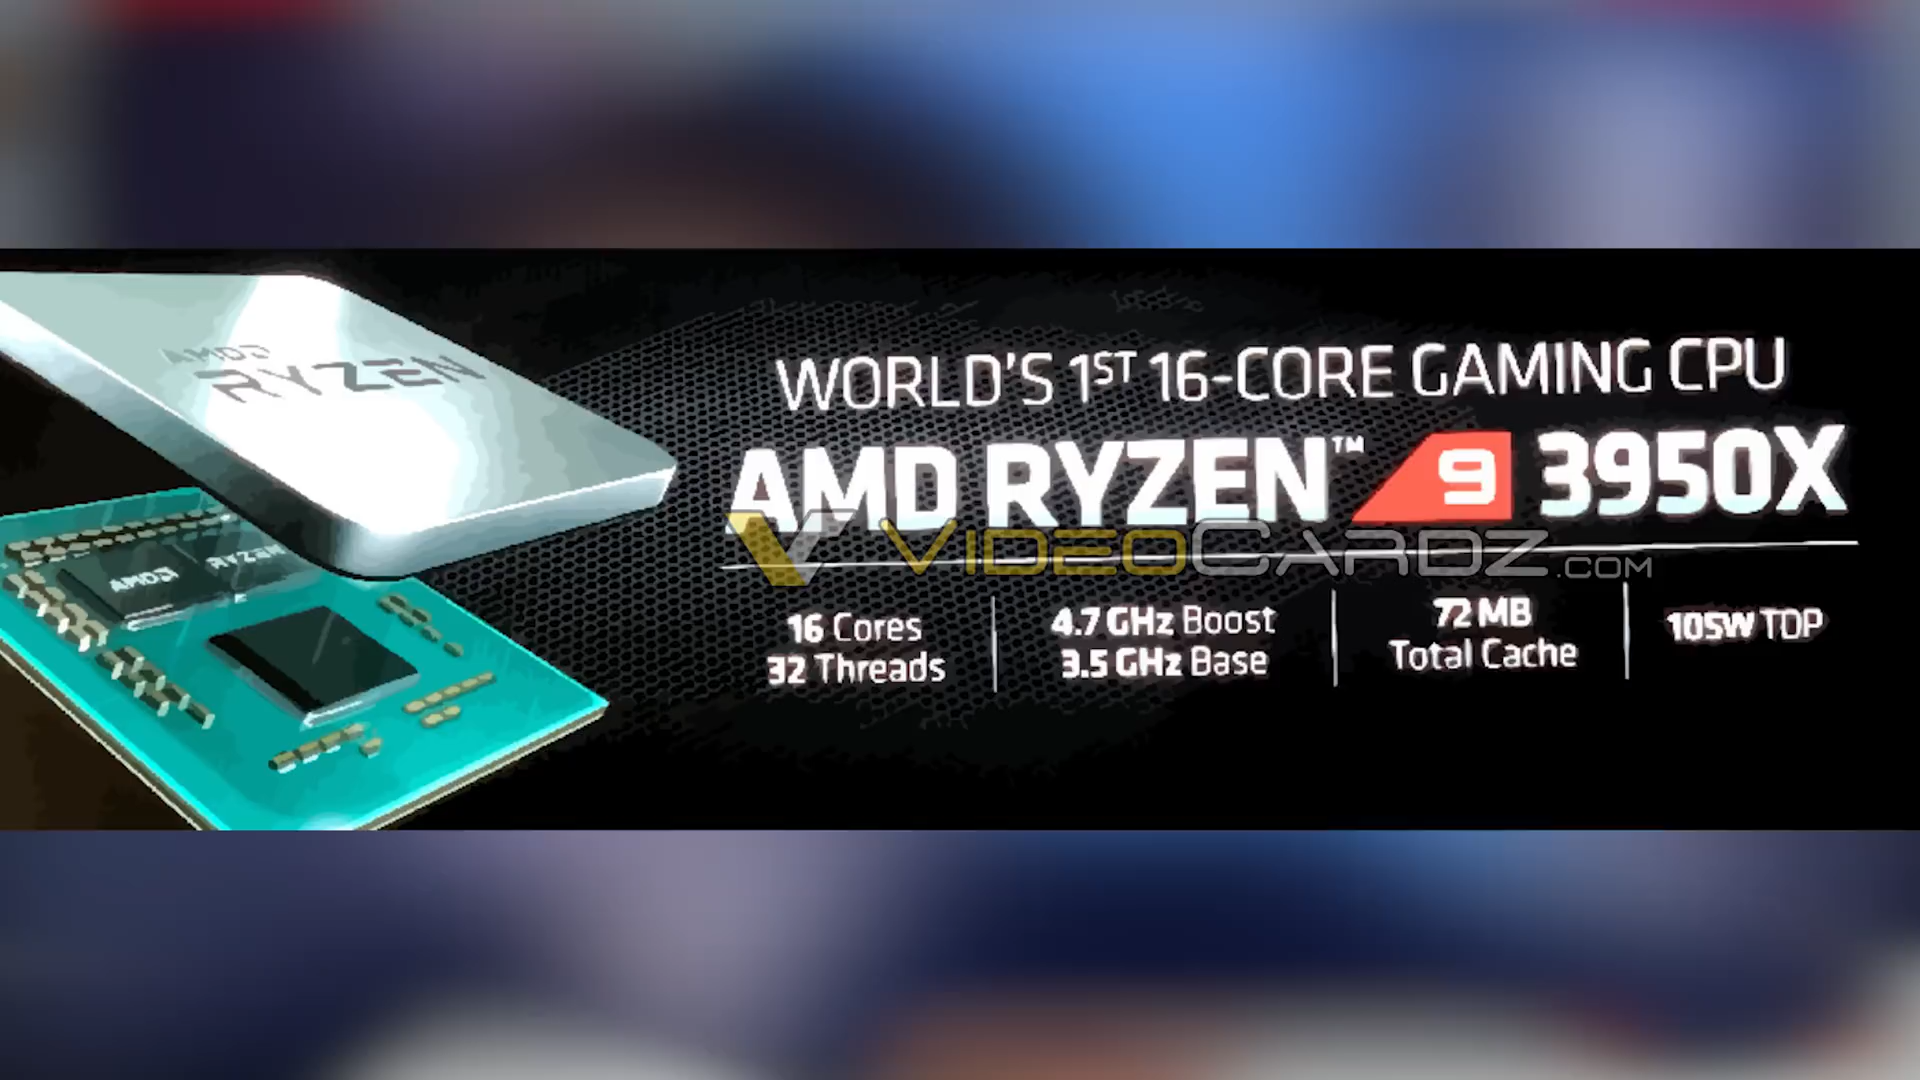 AMD
RYZEN
AMD
RYZEN
WORLD'S 1ST 16-CORE GAMING CPU
AMD RYZEN™ 9 3950X
VIDEOCARDZ.COM
16 Cores
32 Threads
4.7 GHz Boost
3.5 GHz Base
72 MB
Total Cache
105W TDP